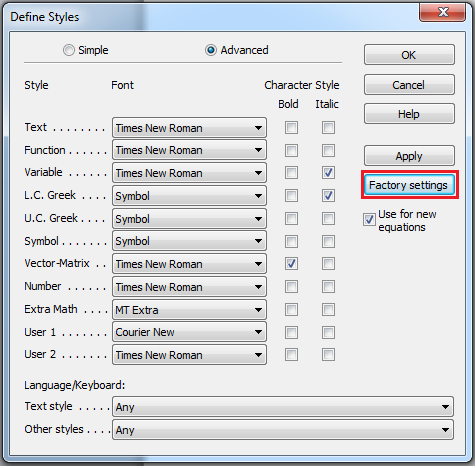 Define Styles
Simple Advanced
OK
Style Font Character Style
Cancel
Bold Italic
Help
Text . . . . . . . . Times New Roman
Function . . . . . Times New Roman
Apply
Variable . . . . . Times New Roman
Factory settings
L.C. Greek . . . . Symbol
U.C. Greek . . . . Symbol
Use for new
equations
Symbol . . . . . . Symbol
Vector-Matrix . . Times New Roman
Number . . . . . . Times New Roman
Extra Math . . . . MT Extra
User 1 . . . . . . . Courier New
User 2 . . . . . . . Times New Roman
Language/Keyboard:
Text style . . . . . Any
Other styles . . . . Any